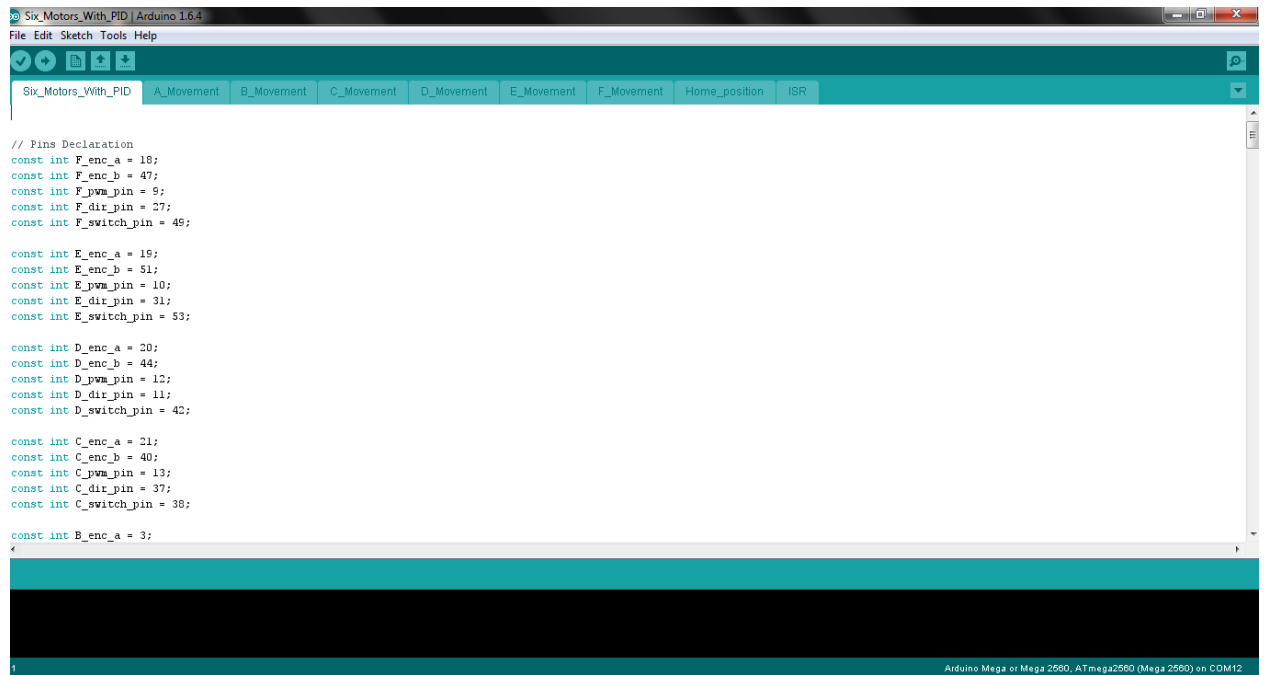 Six_Motors_With_PID | Arduino 1.6.4
File Edit Sketch Tools Help
Six_Motors_With_PID A_Movement B_Movement C_Movement D_Movement E_Movement F_Movement Home_position ISR
// Pins Declaration
const int F_enc_a = 18;
const int F_enc_b = 47;
const int F_pwm_pin = 9;
const int F_dir_pin = 27;
const int F_switch_pin = 49;
const int E_enc_a = 19;
const int E_enc_b = 51;
const int E_pwm_pin = 10;
const int E_dir_pin = 31;
const int E_switch_pin = 53;
const int D_enc_a = 20;
const int D_enc_b = 44;
const int D_pwm_pin = 12;
const int D_dir_pin = 11;
const int D_switch_pin = 42;
const int C_enc_a = 21;
const int C_enc_b = 40;
const int C_pwm_pin = 13;
const int C_dir_pin = 37;
const int C_switch_pin = 38;
const int B_enc_a = 3;
1 Arduino Mega or Mega 2560, ATmega2560 (Mega 2560) on COM12